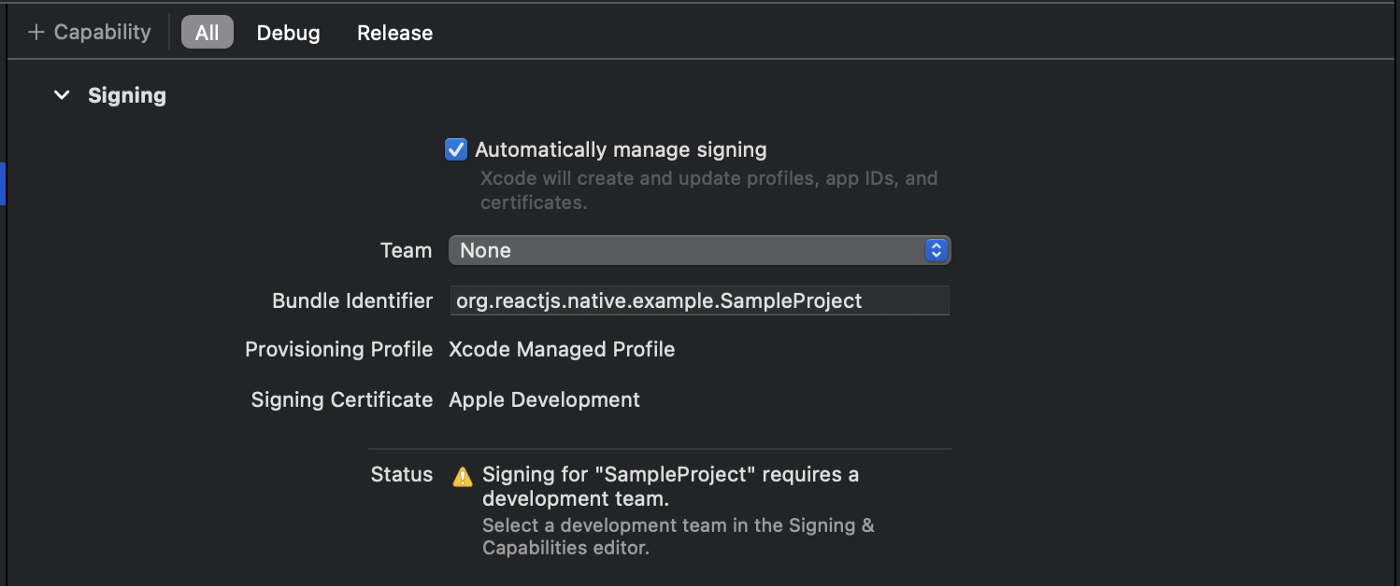 + Capability All Debug Release
Signing
Automatically manage signing
Xcode will create and update profiles, app IDs, and
certificates.
Team None
Bundle Identifier org.reactjs.native.example.SampleProject
Provisioning Profile Xcode Managed Profile
Signing Certificate Apple Development
Status Signing for "SampleProject" requires a
development team.
Select a development team in the Signing &
Capabilities editor.